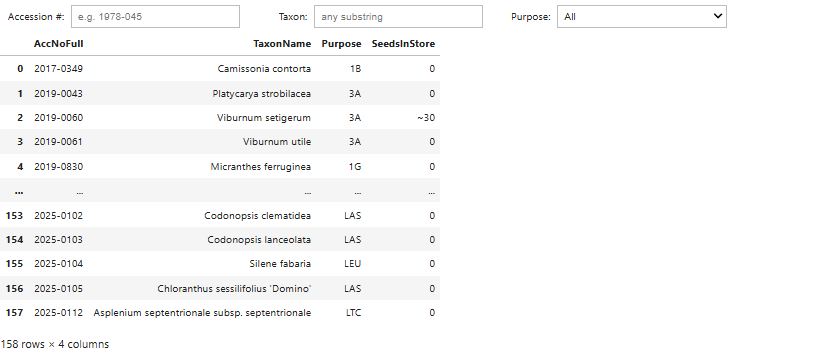 Accession #: e.g. 1978-045 Taxon: any substring Purpose: All
AccNoFull TaxonName Purpose SeedsInStore
0 2017-0349 Camissonia contorta 1B 0
1 2019-0043 Platycarya strobilacea 3A 0
2 2019-0060 Viburnum setigerum 3A ~30
3 2019-0061 Viburnum utile 3A 0
4 2019-0830 Micranthes ferruginea 1G 0
... ... ... ... ...
153 2025-0102 Codonopsis clematidea LAS 0
154 2025-0103 Codonopsis lanceolata LAS 0
155 2025-0104 Silene fabaria LEU 0
156 2025-0105 Chloranthus sessilifolius 'Domino' LAS 0
157 2025-0112 Asplenium septentrionale subsp. septentrionale LTC 0
158 rows × 4 columns